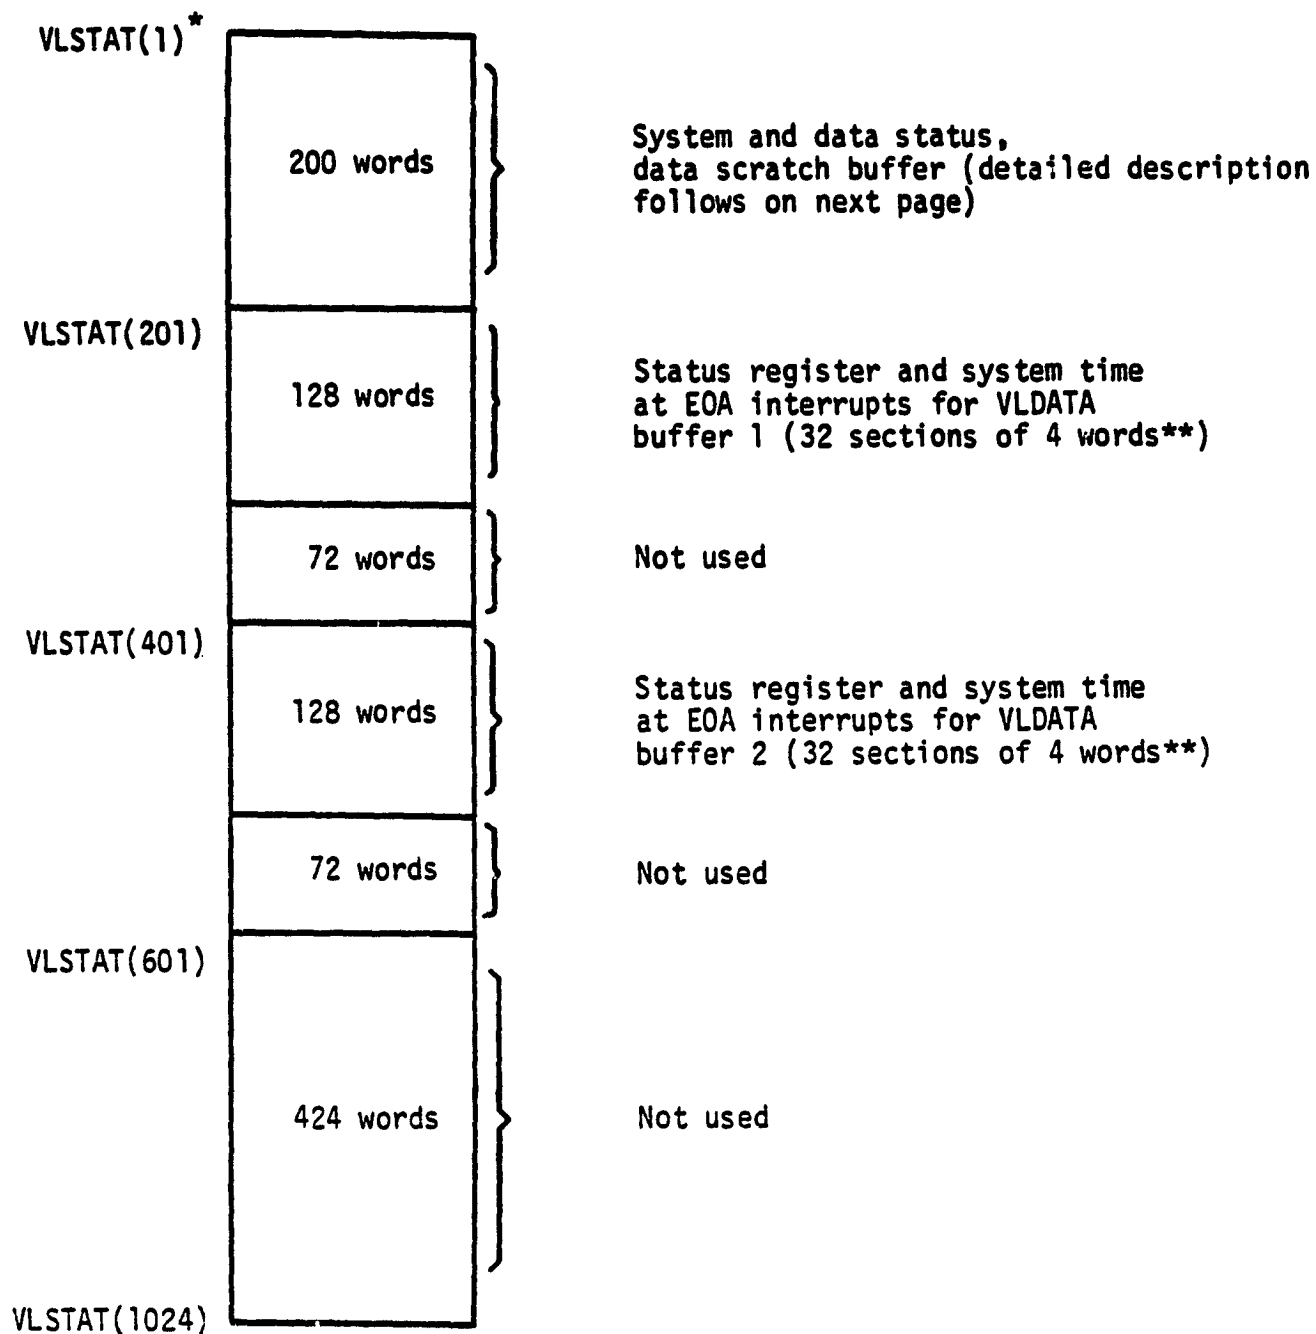 VLSTAT(1)*
200 words
System and data status,
data scratch buffer (detailed description
follows on next page)
VLSTAT(201)
128 words
Status register and system time
at EOA interrupts for VLDATA
buffer 1 (32 sections of 4 words**)
72 words
Not used
VLSTAT(401)
128 words
Status register and system time
at EOA interrupts for VLDATA
buffer 2 (32 sections of 4 words**)
72 words
Not used
VLSTAT(601)
424 words
Not used
VLSTAT(1024)